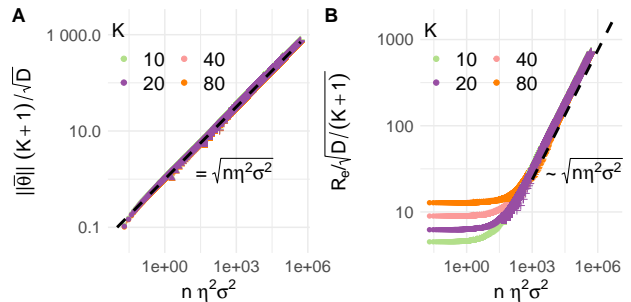 A
K
10
40
20
80
||θ̅|| (K + 1) /√D
1 000.0
10.0
0.1
= √nη²σ²
1e+00
1e+03
1e+06
n η²σ²
B
K
10
40
20
80
Rₑ/√D/(K + 1)
1000
100
10
~ √nη²σ²
1e+00
1e+03
1e+06
n η²σ²